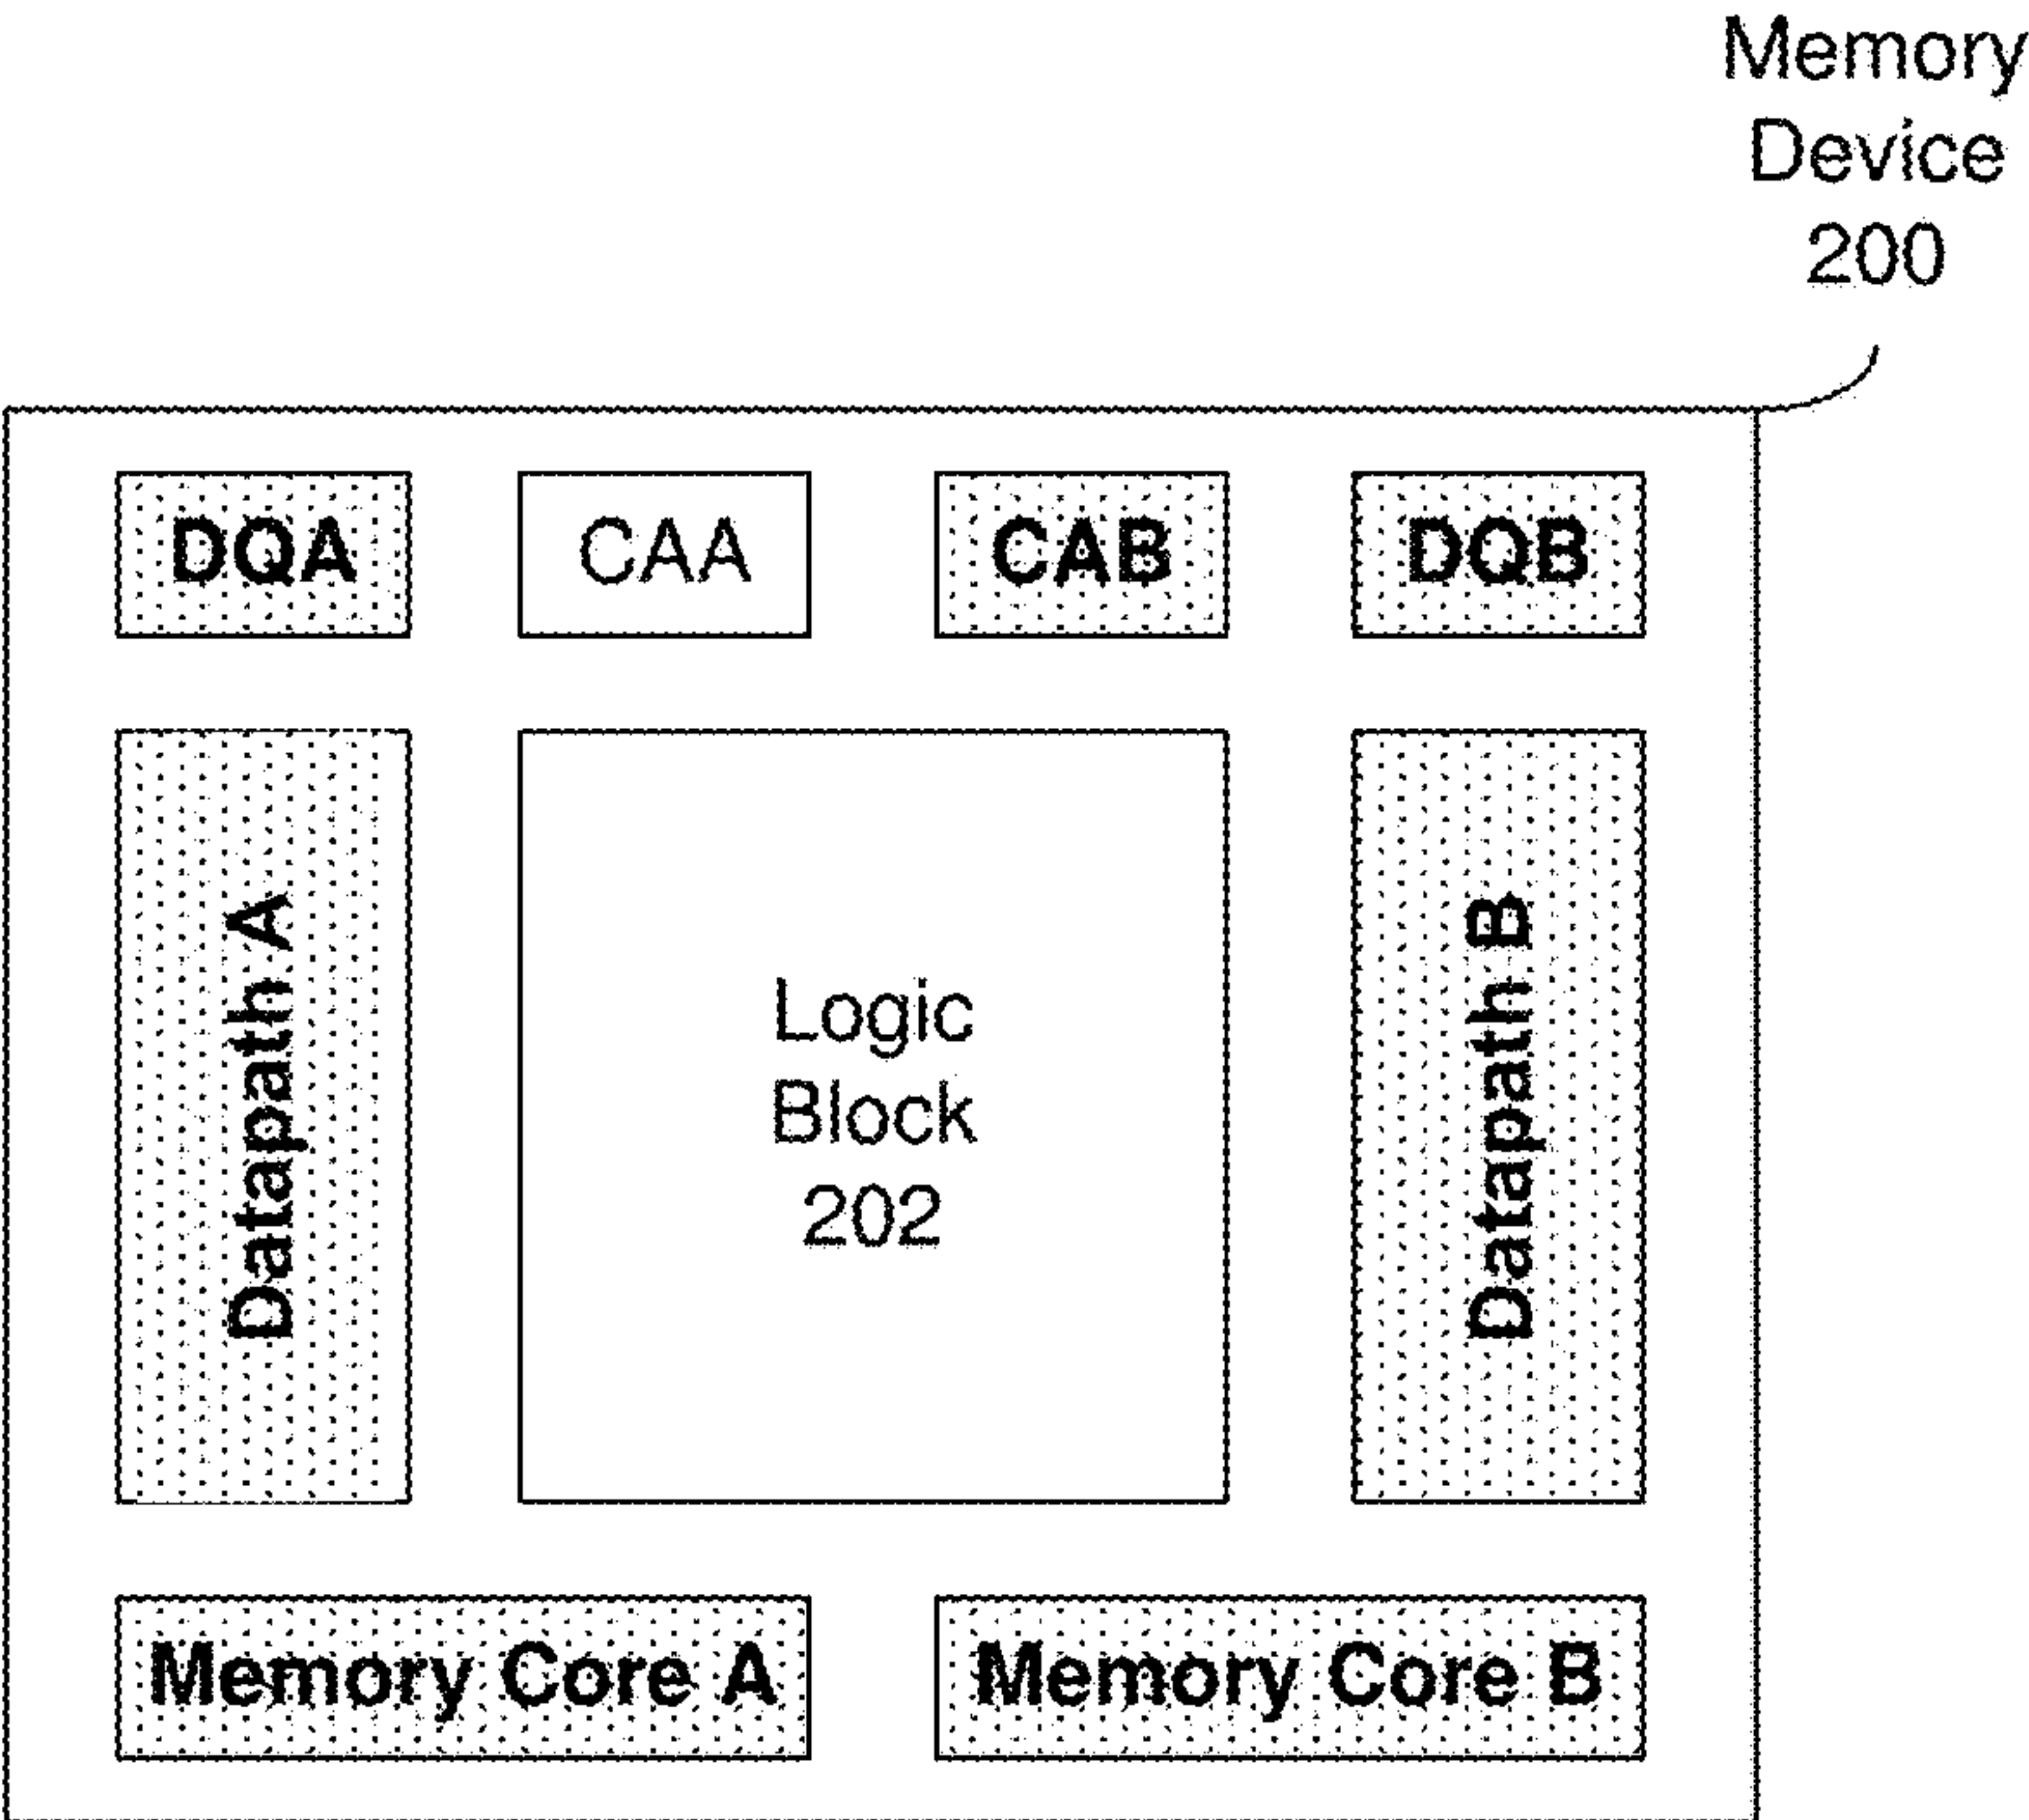 Memory
Device
200
DQA
CAA
CAB
DQB
Datapath A
Logic
Block
202
Datapath B
Memory Core A
Memory Core B